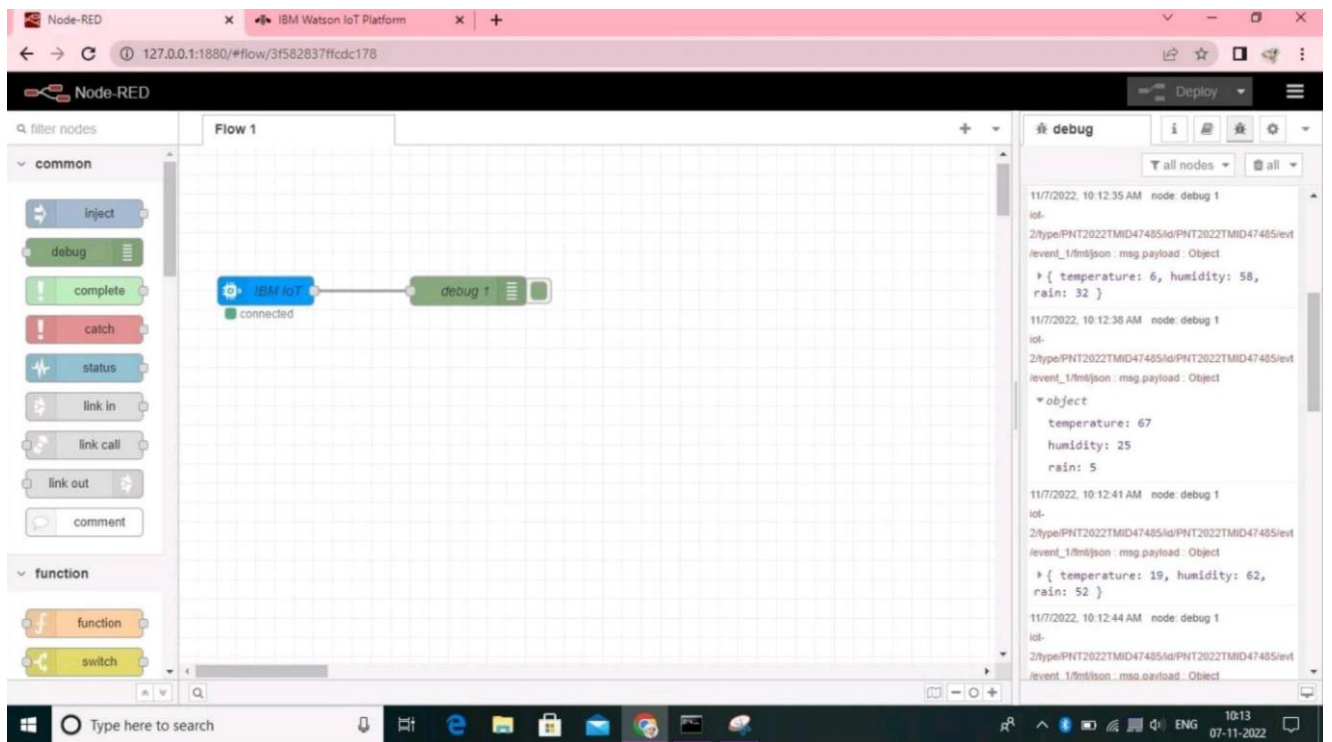 Node-RED
IBM Watson IoT Platform
127.0.0.1:1880/#flow/3f582837ffcdc178
Node-RED
Deploy
filter nodes
Flow 1
debug
i
common
all nodes
all
inject
debug
complete
catch
status
link in
link call
link out
comment
function
function
switch
IBM IoT
connected
debug 1
11/7/2022, 10:12:35 AM node: debug 1
iot-
2/type/PNT2022TMID47485/id/PNT2022TMID47485/evt
/event_1/fmt/json : msg.payload : Object
{ temperature: 6, humidity: 58,
rain: 32 }
11/7/2022, 10:12:38 AM node: debug 1
iot-
2/type/PNT2022TMID47485/id/PNT2022TMID47485/evt
/event_1/fmt/json : msg.payload : Object
object
temperature: 67
humidity: 25
rain: 5
11/7/2022, 10:12:41 AM node: debug 1
iot-
2/type/PNT2022TMID47485/id/PNT2022TMID47485/evt
/event_1/fmt/json : msg.payload : Object
{ temperature: 19, humidity: 62,
rain: 52 }
11/7/2022, 10:12:44 AM node: debug 1
iot-
2/type/PNT2022TMID47485/id/PNT2022TMID47485/evt
/event_1/fmt/json : msg.payload : Object
Type here to search
ENG
10:13
07-11-2022